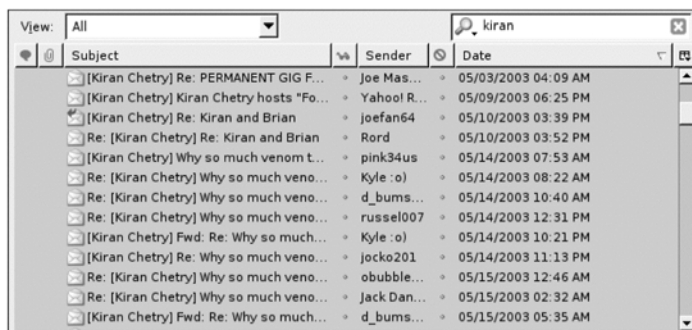 View: All kiran
Subject Sender Date
[Kiran Chetry] Re: PERMANENT GIG F... Joe Mas... 05/03/2003 04:09 AM
[Kiran Chetry] Kiran Chetry hosts "Fo... Yahoo! R... 05/09/2003 06:25 PM
[Kiran Chetry] Re: Kiran and Brian joefan64 05/10/2003 03:39 PM
Re: [Kiran Chetry] Re: Kiran and Brian Rord 05/10/2003 03:52 PM
[Kiran Chetry] Why so much venom t... pink34us 05/14/2003 07:53 AM
Re: [Kiran Chetry] Why so much veno... Kyle :o) 05/14/2003 08:22 AM
Re: [Kiran Chetry] Why so much veno... d_bums... 05/14/2003 10:40 AM
Re: [Kiran Chetry] Why so much veno... russel007 05/14/2003 12:31 PM
[Kiran Chetry] Fwd: Re: Why so much... Kyle :o) 05/14/2003 10:21 PM
Re: [Kiran Chetry] Why so much veno... jocko201 05/14/2003 11:13 PM
Re: [Kiran Chetry] Why so much veno... obubble... 05/15/2003 12:46 AM
Re: [Kiran Chetry] Why so much veno... Jack Dan... 05/15/2003 02:32 AM
[Kiran Chetry] Fwd: Re: Why so much... d_bums... 05/15/2003 05:35 AM